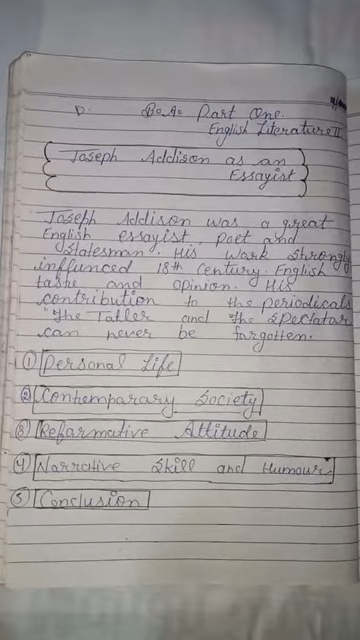 B.A. Part One.
English Literature II
Joseph Addison as an
Essayist
Joseph Addison was a great
English essayist, Poet and
Statesman. His work strongly
influnced 18th Century English
taste and opinion. His
contribution to the periodicals
"The Tatler and "the Spectator
can never be forgotten.
① Personal Life
② Contemparary Society
③ Reformative Attitude
④ Narrative Skill and Humour
⑤ Conclusion